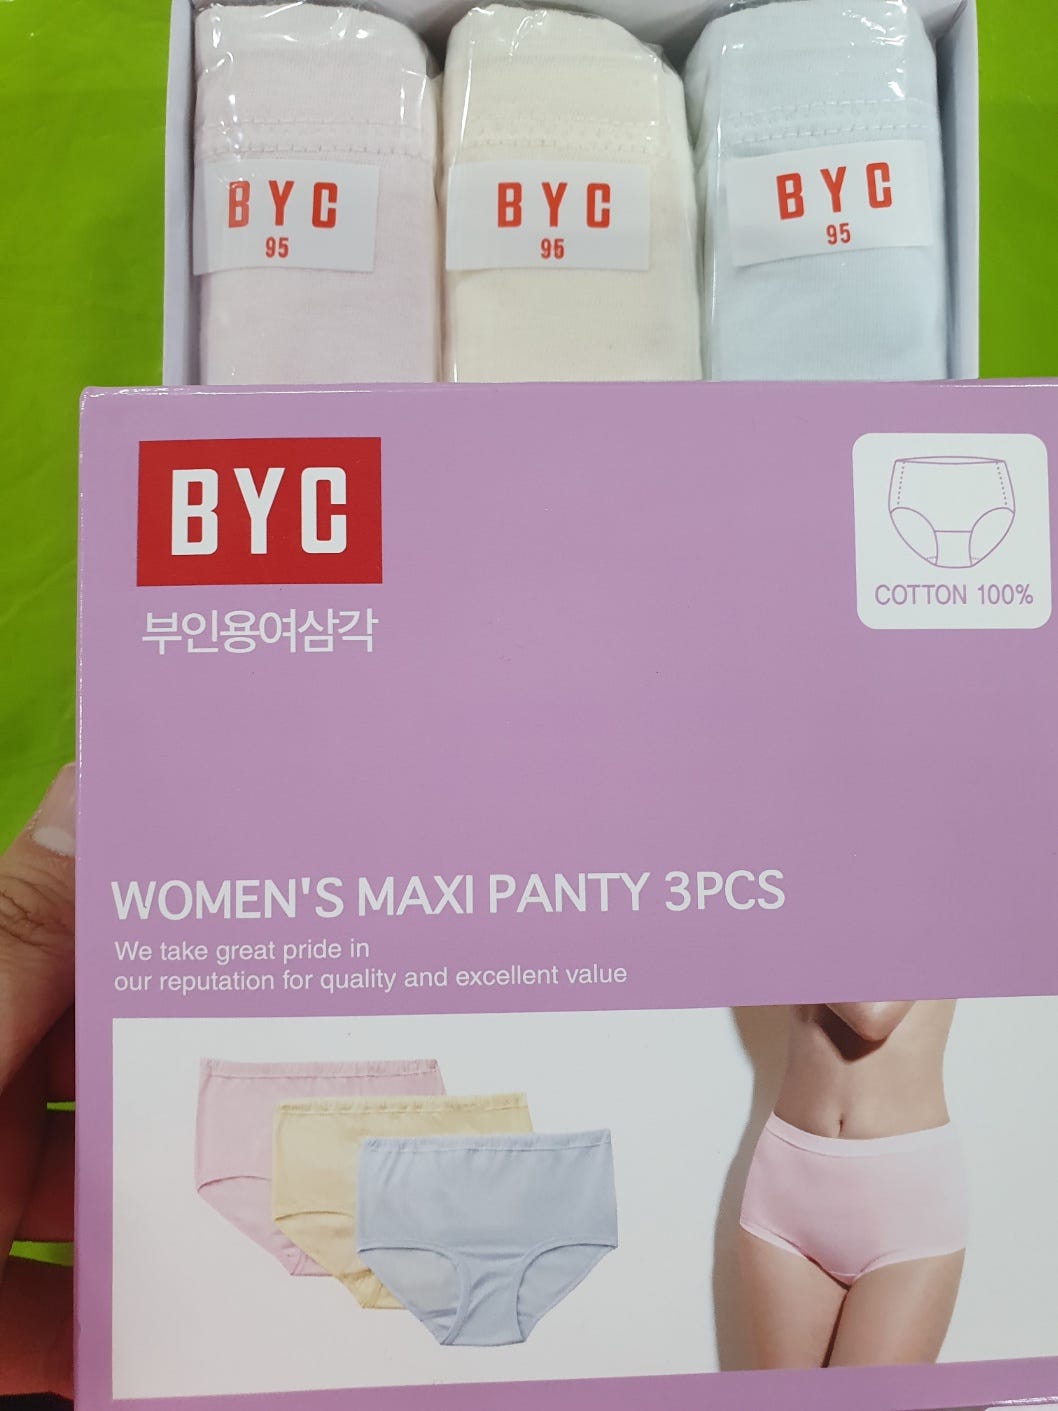 BYC
95
BYC
95
BYC
95
BYC
부인용여삼각
COTTON 100%
WOMEN'S MAXI PANTY 3PCS
We take great pride in
our reputation for quality and excellent value